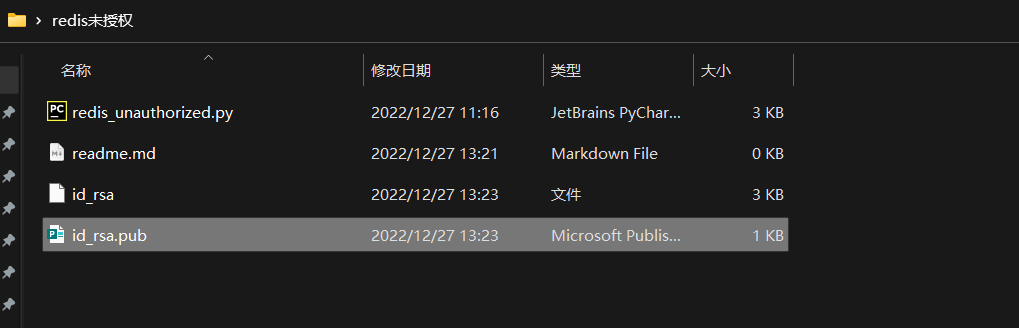 redis未授权
名称 修改日期 类型 大小
PC redis_unauthorized.py 2022/12/27 11:16 JetBrains PyChar... 3 KB
readme.md 2022/12/27 13:21 Markdown File 0 KB
id_rsa 2022/12/27 13:23 文件 3 KB
id_rsa.pub 2022/12/27 13:23 Microsoft Publis... 1 KB